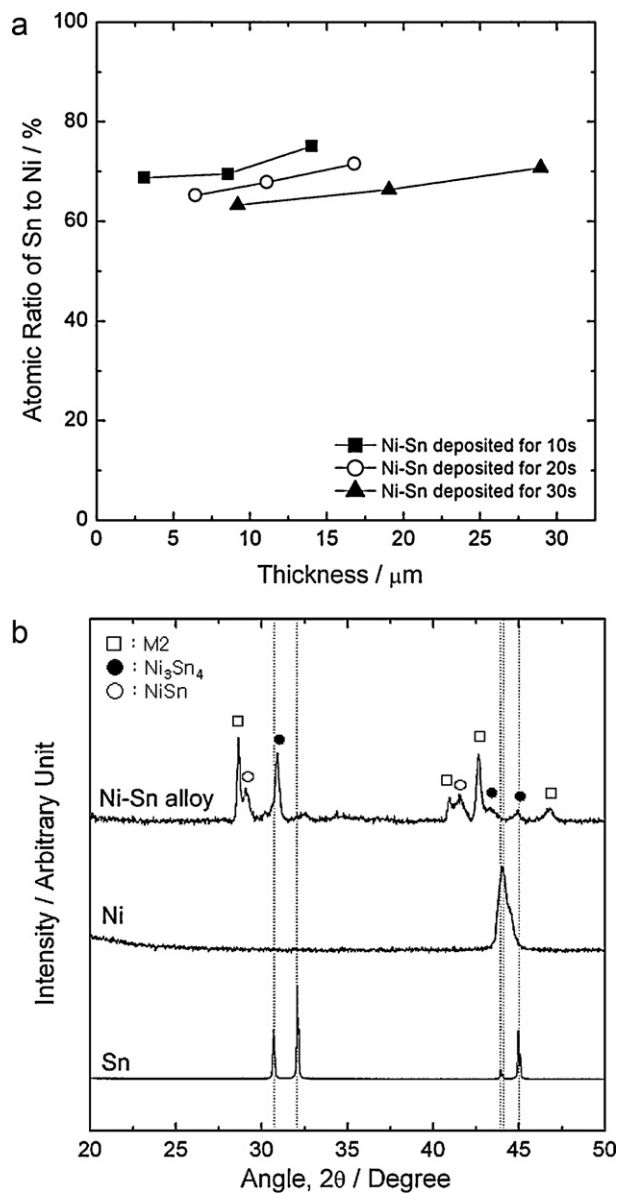 a
100
80
60
40
20
0
Atomic Ratio of Sn to Ni / %
Ni-Sn deposited for 10s
Ni-Sn deposited for 20s
Ni-Sn deposited for 30s
0 5 10 15 20 25 30
Thickness / μm
b
□ : M2
● : Ni₃Sn₄
○ : NiSn
Ni-Sn alloy
Ni
Sn
Intensity / Arbitrary Unit
20 25 30 35 40 45 50
Angle, 2θ / Degree